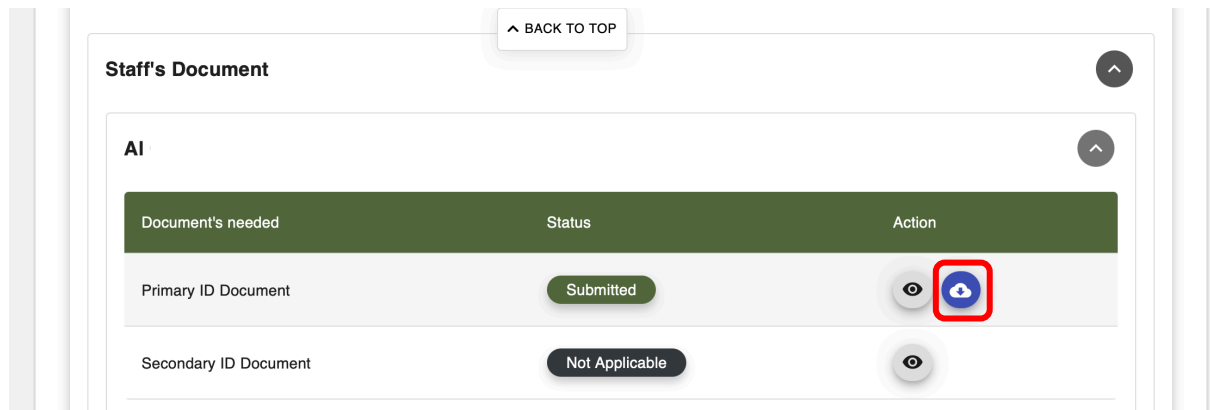 BACK TO TOP
Staff's Document
AI
Document's needed Status Action
Primary ID Document Submitted
Secondary ID Document Not Applicable